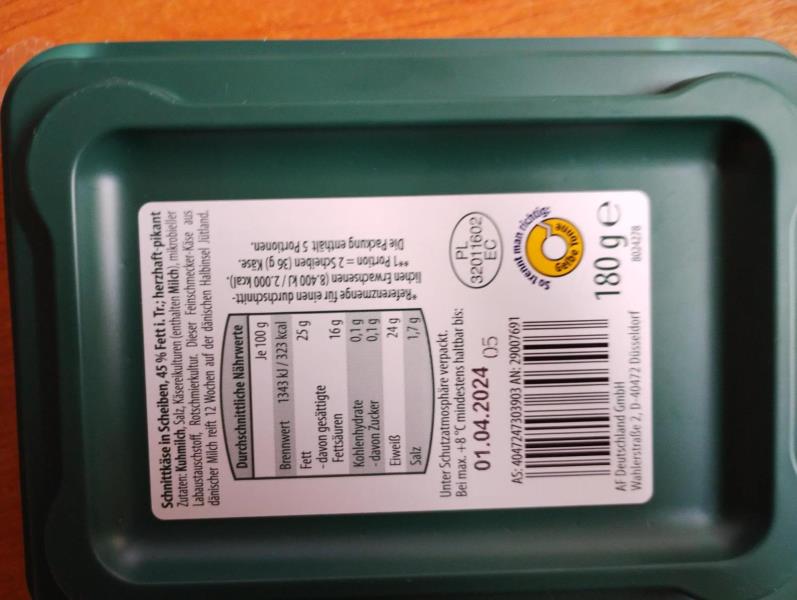 Schnittkäse in Scheiben, 45 % Fett i. Tr.; herzhaft-pikant
Zutaten: Kuhmilch, Salz, Käsereikulturen (enthalten Milch), mikrobieller
Labaustauschstoff, Rotschmierkultur. Dieser Feinschmecker-Käse aus
dänischer Milch reift 12 Wochen auf der dänischen Halbinsel Jütland.
Durchschnittliche Nährwerte
Je 100 g
Brennwert 1343 kJ / 323 kcal
Fett 25 g
- davon gesättigte
Fettsäuren 16 g
Kohlenhydrate 0,1 g
- davon Zucker 0,1 g
Eiweiß 24 g
Salz 1,7 g
*Referenzmenge für einen durchschnitt-
lichen Erwachsenen (8.400 kJ / 2.000 kcal).
**1 Portion = 2 Scheiben (36 g) Käse.
Die Packung enthält 5 Portionen.
Unter Schutzatmosphäre verpackt.
Bei max. +8 °C mindestens haltbar bis:
01.04.2024 05
PL
32011602
EC
AS: 4047247303903 AN: 29007691
So trennt man richtig:
Gelbe Tonne
AF Deutschland GmbH
Wahlerstraße 2, D-40472 Düsseldorf
180 g e
8024278